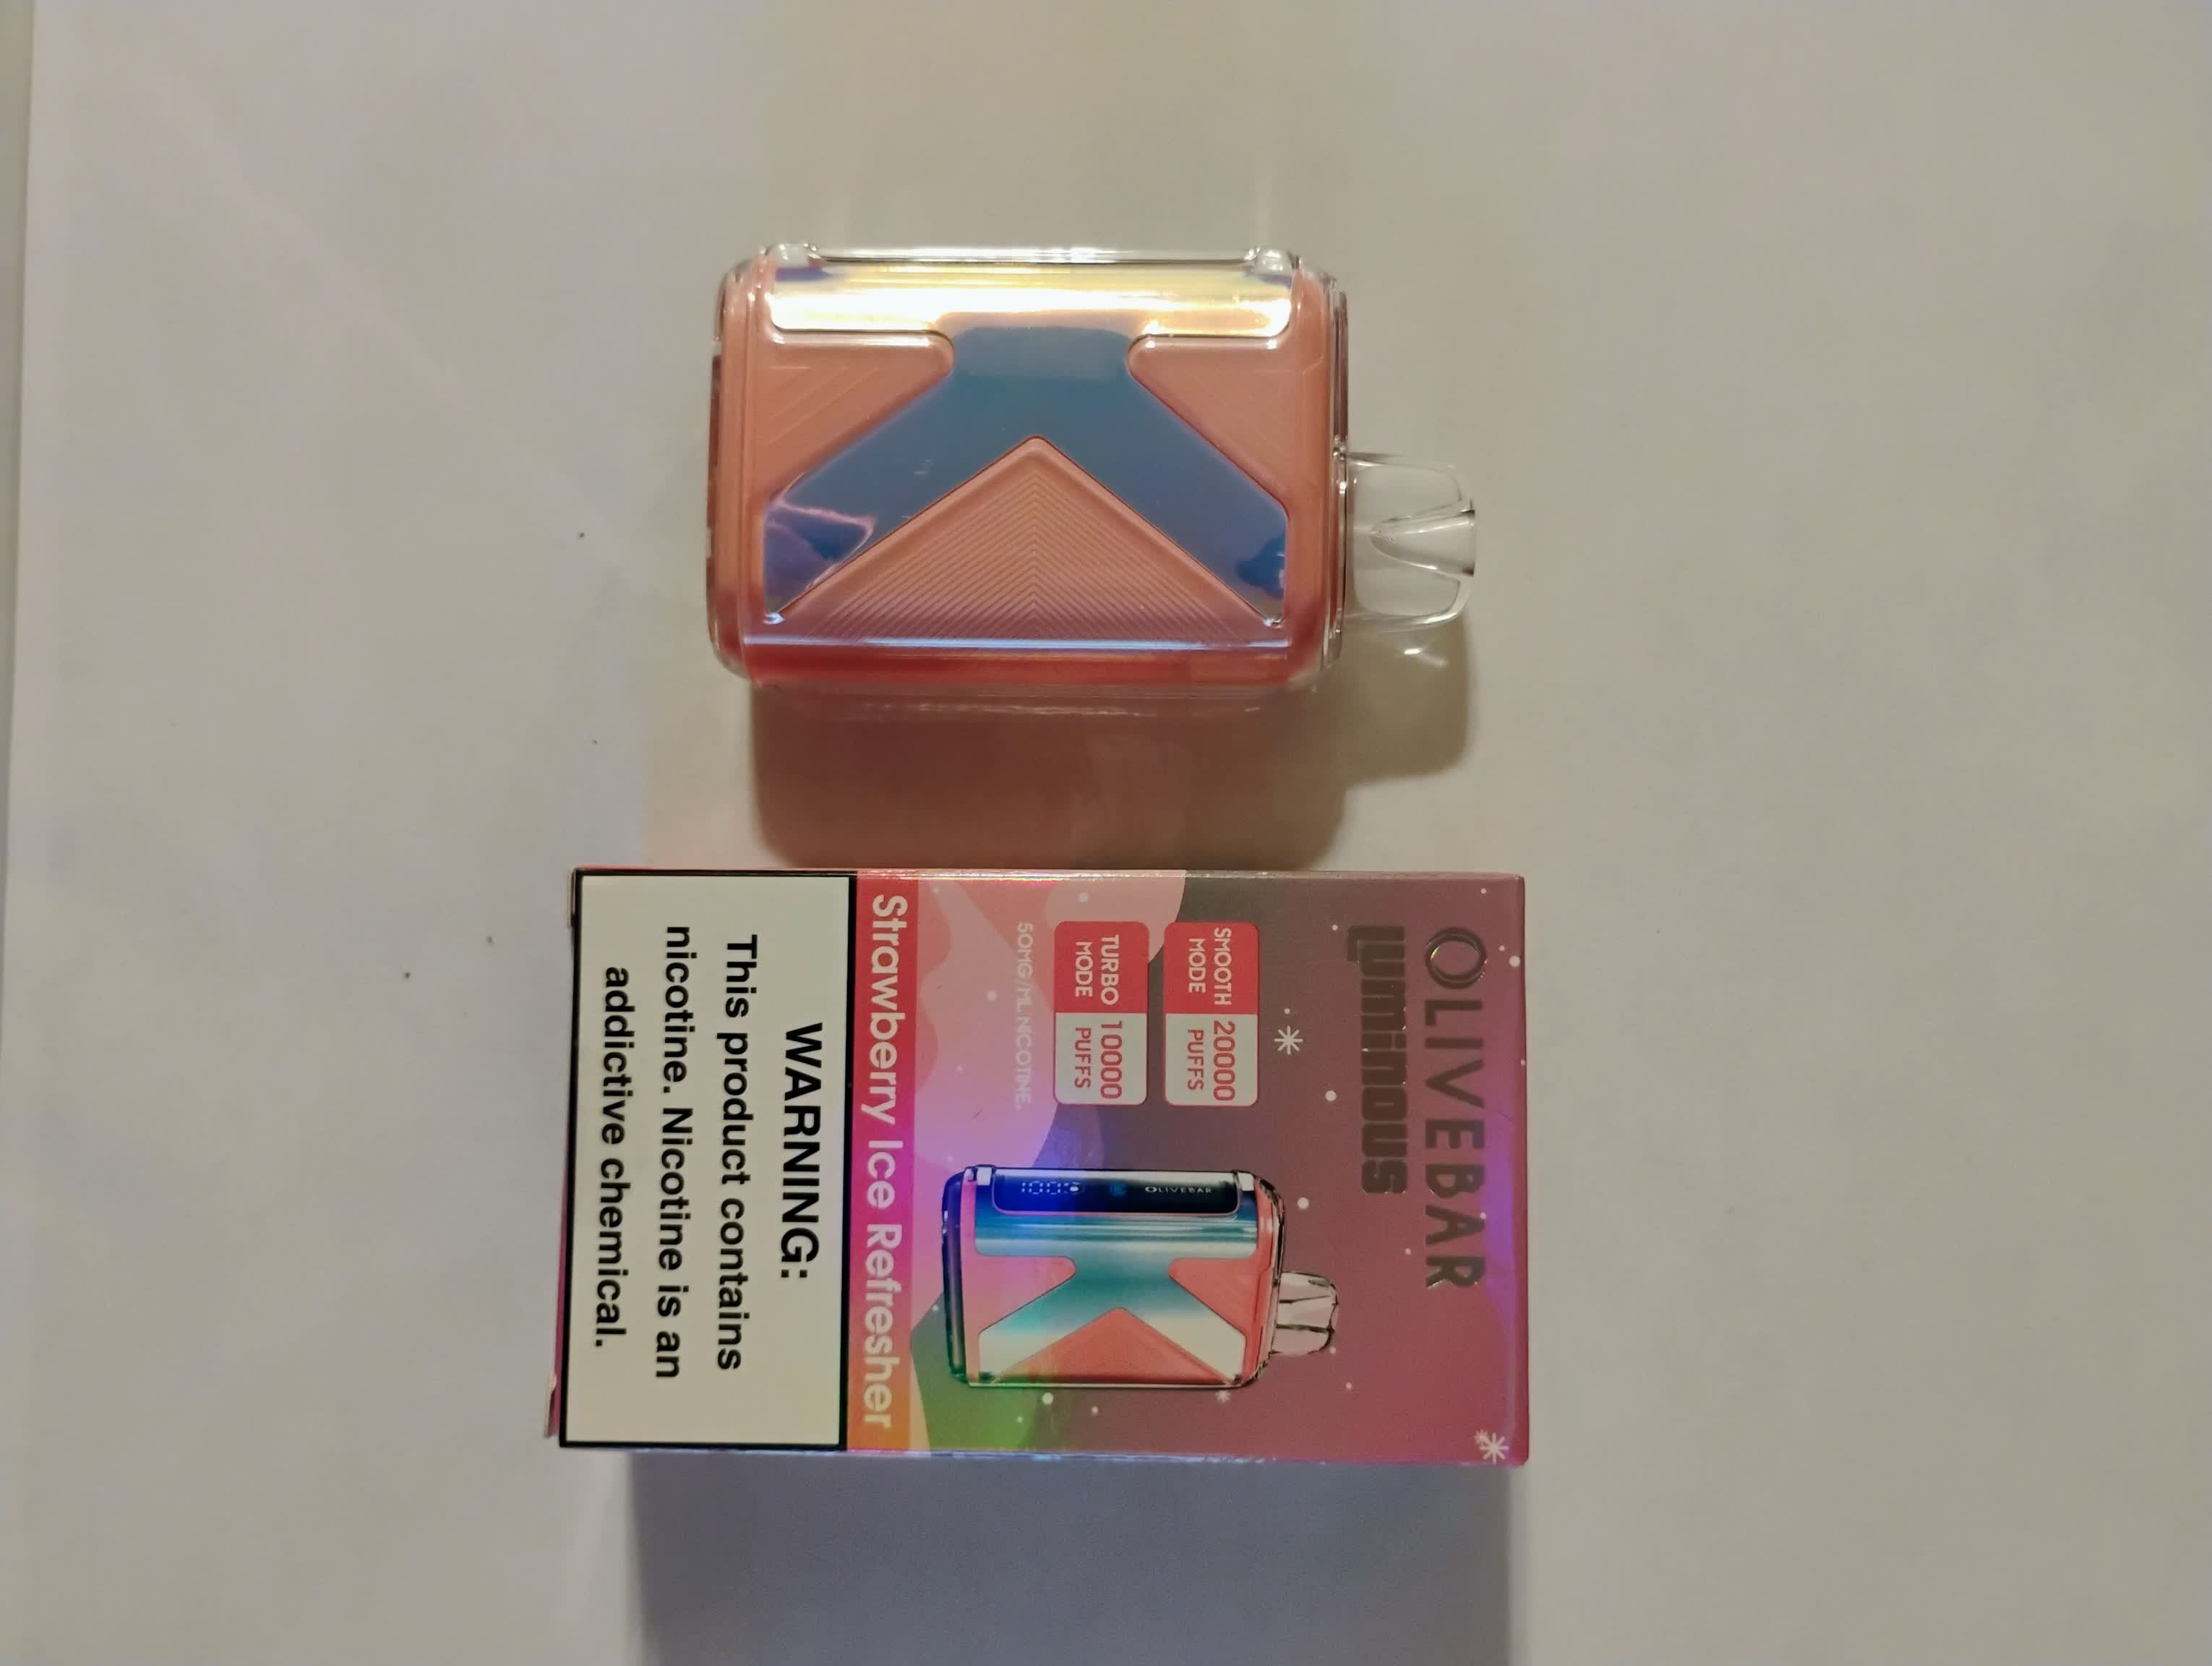 OLIVEBAR
Luminous
SMOOTH MODE
20000 PUFFS
TURBO MODE
10000 PUFFS
50MG/ML NICOTINE.
OLIVEBAR
Strawberry Ice Refresher
WARNING:
This product contains
nicotine. Nicotine is an
addictive chemical.